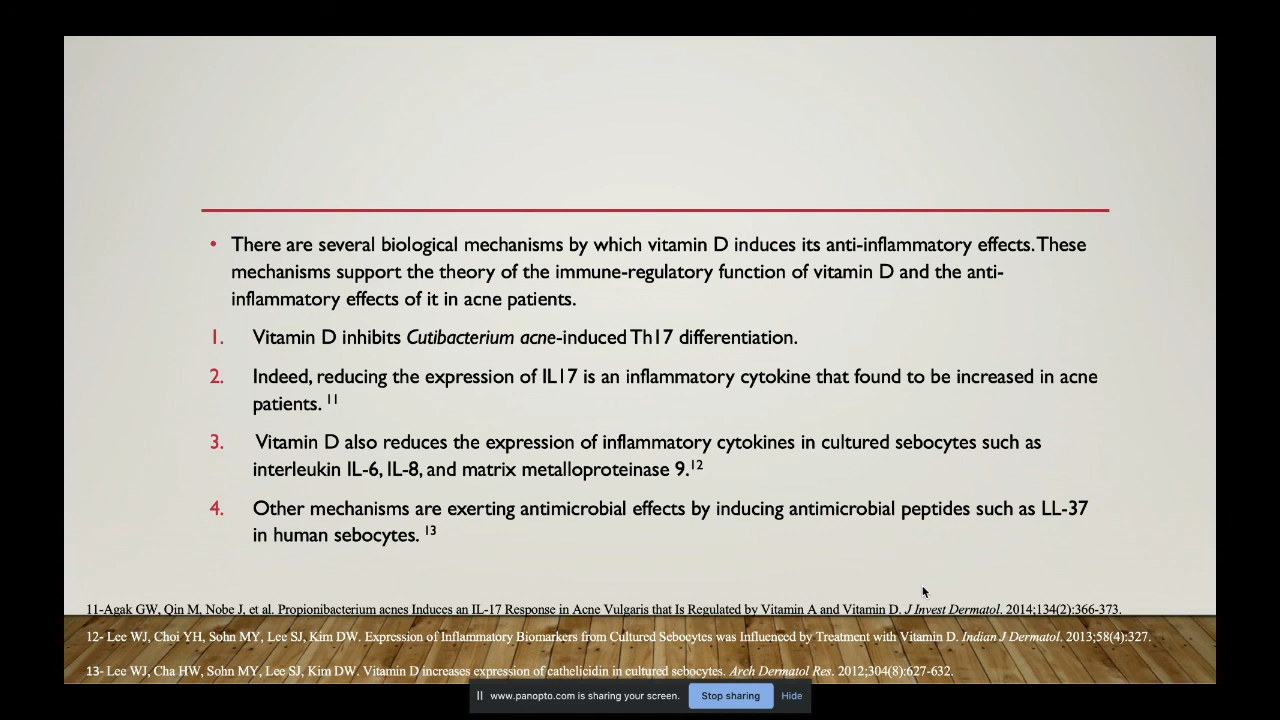 • There are several biological mechanisms by which vitamin D induces its anti-inflammatory effects. These
mechanisms support the theory of the immune-regulatory function of vitamin D and the anti-
inflammatory effects of it in acne patients.
1. Vitamin D inhibits Cutibacterium acne-induced Th17 differentiation.
2. Indeed, reducing the expression of IL17 is an inflammatory cytokine that found to be increased in acne
patients. 11
3. Vitamin D also reduces the expression of inflammatory cytokines in cultured sebocytes such as
interleukin IL-6, IL-8, and matrix metalloproteinase 9.12
4. Other mechanisms are exerting antimicrobial effects by inducing antimicrobial peptides such as LL-37
in human sebocytes. 13
11-Agak GW, Qin M, Nobe J, et al. Propionibacterium acnes Induces an IL-17 Response in Acne Vulgaris that Is Regulated by Vitamin A and Vitamin D. J Invest Dermatol. 2014;134(2):366-373.
12- Lee WJ, Choi YH, Sohn MY, Lee SJ, Kim DW. Expression of Inflammatory Biomarkers from Cultured Sebocytes was Influenced by Treatment with Vitamin D. Indian J Dermatol. 2013;58(4):327.
13- Lee WJ, Cha HW, Sohn MY, Lee SJ, Kim DW. Vitamin D increases expression of cathelicidin in cultured sebocytes. Arch Dermatol Res. 2012;304(8):627-632.
www.panopto.com is sharing your screen. Stop sharing Hide